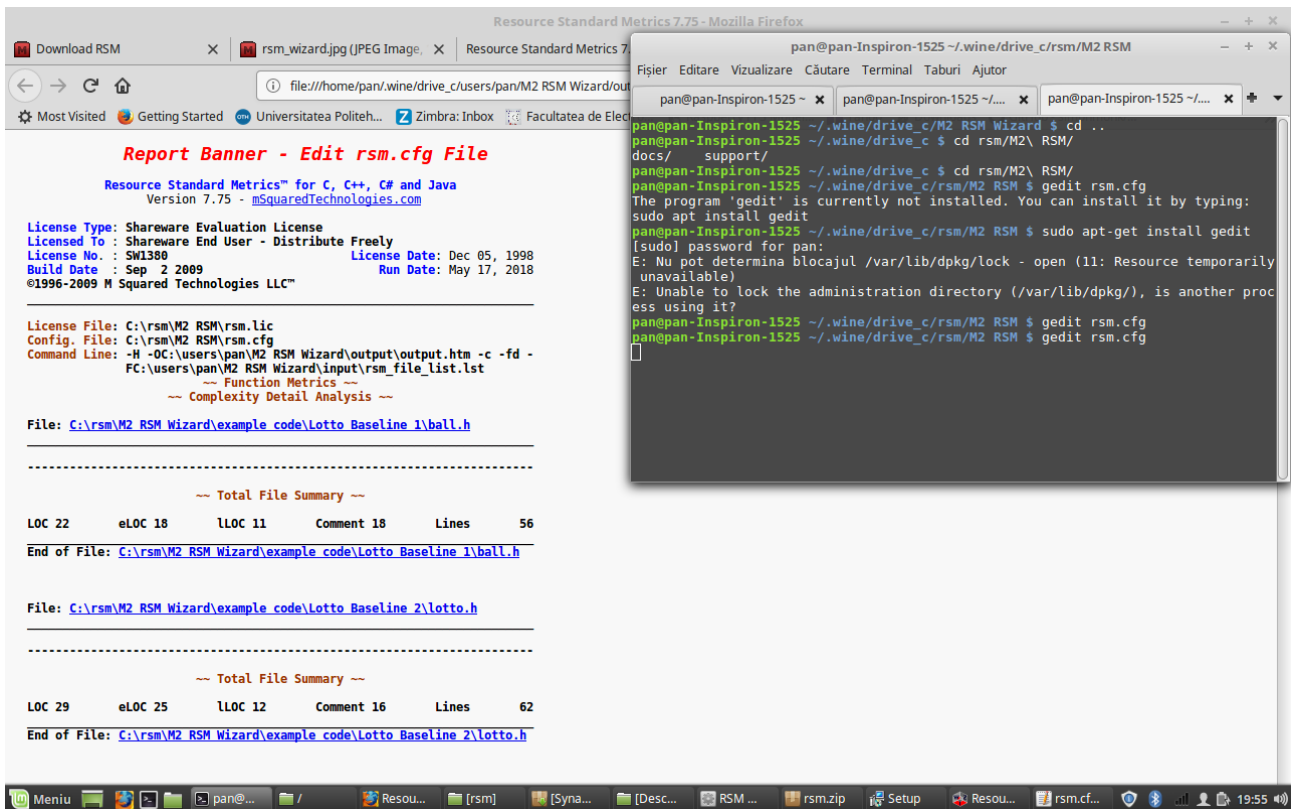 Resource Standard Metrics 7.75 - Mozilla Firefox
Download RSM
rsm_wizard.jpg (JPEG Image,
Resource Standard Metrics 7.
file:///home/pan/.wine/drive_c/users/pan/M2 RSM Wizard/out
Most Visited Getting Started Universitatea Politeh... Zimbra: Inbox Facultatea de Elec
Report Banner - Edit rsm.cfg File
Resource Standard Metrics™ for C, C++, C# and Java
Version 7.75 - mSquaredTechnologies.com
License Type: Shareware Evaluation License
Licensed To : Shareware End User - Distribute Freely
License No. : SW1380 License Date: Dec 05, 1998
Build Date : Sep 2 2009 Run Date: May 17, 2018
©1996-2009 M Squared Technologies LLC™
License File: C:\rsm\M2 RSM\rsm.lic
Config. File: C:\rsm\M2 RSM\rsm.cfg
Command Line: -H -OC:\users\pan\M2 RSM Wizard\output\output.htm -c -fd -
FC:\users\pan\M2 RSM Wizard\input\rsm_file_list.lst
~~ Function Metrics ~~
~~ Complexity Detail Analysis ~~
File: C:\rsm\M2 RSM Wizard\example code\Lotto Baseline 1\ball.h
~~ Total File Summary ~~
LOC 22 eLOC 18 lLOC 11 Comment 18 Lines 56
End of File: C:\rsm\M2 RSM Wizard\example code\Lotto Baseline 1\ball.h
File: C:\rsm\M2 RSM Wizard\example code\Lotto Baseline 2\lotto.h
~~ Total File Summary ~~
LOC 29 eLOC 25 lLOC 12 Comment 16 Lines 62
End of File: C:\rsm\M2 RSM Wizard\example code\Lotto Baseline 2\lotto.h
pan@pan-Inspiron-1525 ~/.wine/drive_c/rsm/M2 RSM
Fișier Editare Vizualizare Căutare Terminal Taburi Ajutor
pan@pan-Inspiron-1525 ~
pan@pan-Inspiron-1525 ~/....
pan@pan-Inspiron-1525 ~/....
pan@pan-Inspiron-1525 ~/.wine/drive_c/M2 RSM Wizard $ cd ..
pan@pan-Inspiron-1525 ~/.wine/drive_c $ cd rsm/M2\ RSM/
docs/ support/
pan@pan-Inspiron-1525 ~/.wine/drive_c $ cd rsm/M2\ RSM/
pan@pan-Inspiron-1525 ~/.wine/drive_c/rsm/M2 RSM $ gedit rsm.cfg
The program 'gedit' is currently not installed. You can install it by typing:
sudo apt install gedit
pan@pan-Inspiron-1525 ~/.wine/drive_c/rsm/M2 RSM $ sudo apt-get install gedit
[sudo] password for pan:
E: Nu pot determina blocajul /var/lib/dpkg/lock - open (11: Resource temporarily
unavailable)
E: Unable to lock the administration directory (/var/lib/dpkg/), is another proc
ess using it?
pan@pan-Inspiron-1525 ~/.wine/drive_c/rsm/M2 RSM $ gedit rsm.cfg
pan@pan-Inspiron-1525 ~/.wine/drive_c/rsm/M2 RSM $ gedit rsm.cfg
Meniu pan@... / Resou... [rsm] [Syna... [Desc... RSM ... rsm.zip Setup Resou... rsm.cf... 19:55